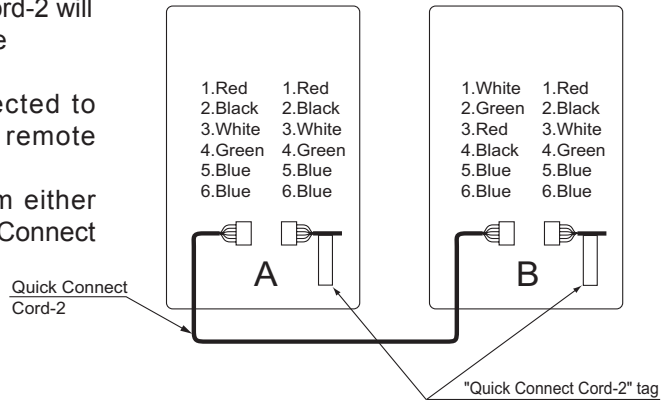 ord-2 will
e
ected to
remote
n either
Connect
1.Red 1.Red
2.Black 2.Black
3.White 3.White
4.Green 4.Green
5.Blue 5.Blue
6.Blue 6.Blue
A
1.White 1.Red
2.Green 2.Black
3.Red 3.White
4.Black 4.Green
5.Blue 5.Blue
6.Blue 6.Blue
B
Quick Connect
Cord-2
"Quick Connect Cord-2" tag